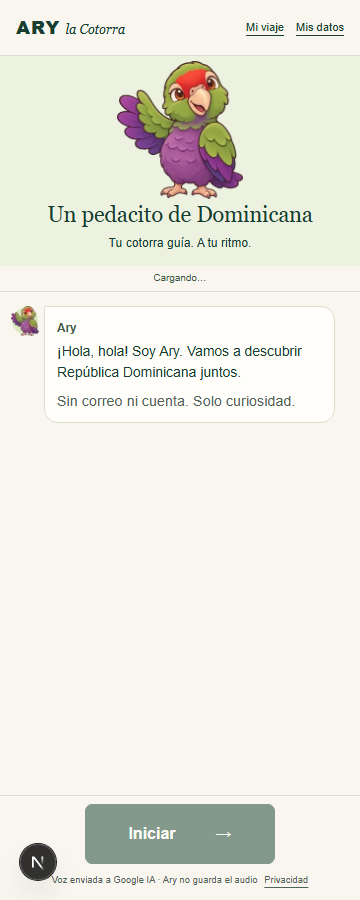 ARY la Cotorra
Mi viaje
Mis datos
Un pedacito de Dominicana
Tu cotorra guía. A tu ritmo.
Cargando…
Ary
¡Hola, hola! Soy Ary. Vamos a descubrir
República Dominicana juntos.
Sin correo ni cuenta. Solo curiosidad.
Iniciar →
N
Voz enviada a Google IA · Ary no guarda el audio Privacidad